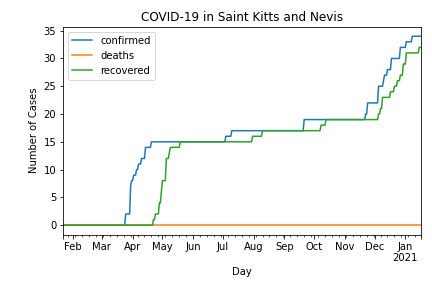 COVID-19 in Saint Kitts and Nevis
confirmed
deaths
recovered
Number of Cases
35
30
25
20
15
10
5
0
Feb Mar Apr May Jun Jul Aug Sep Oct Nov Dec Jan
2021
Day